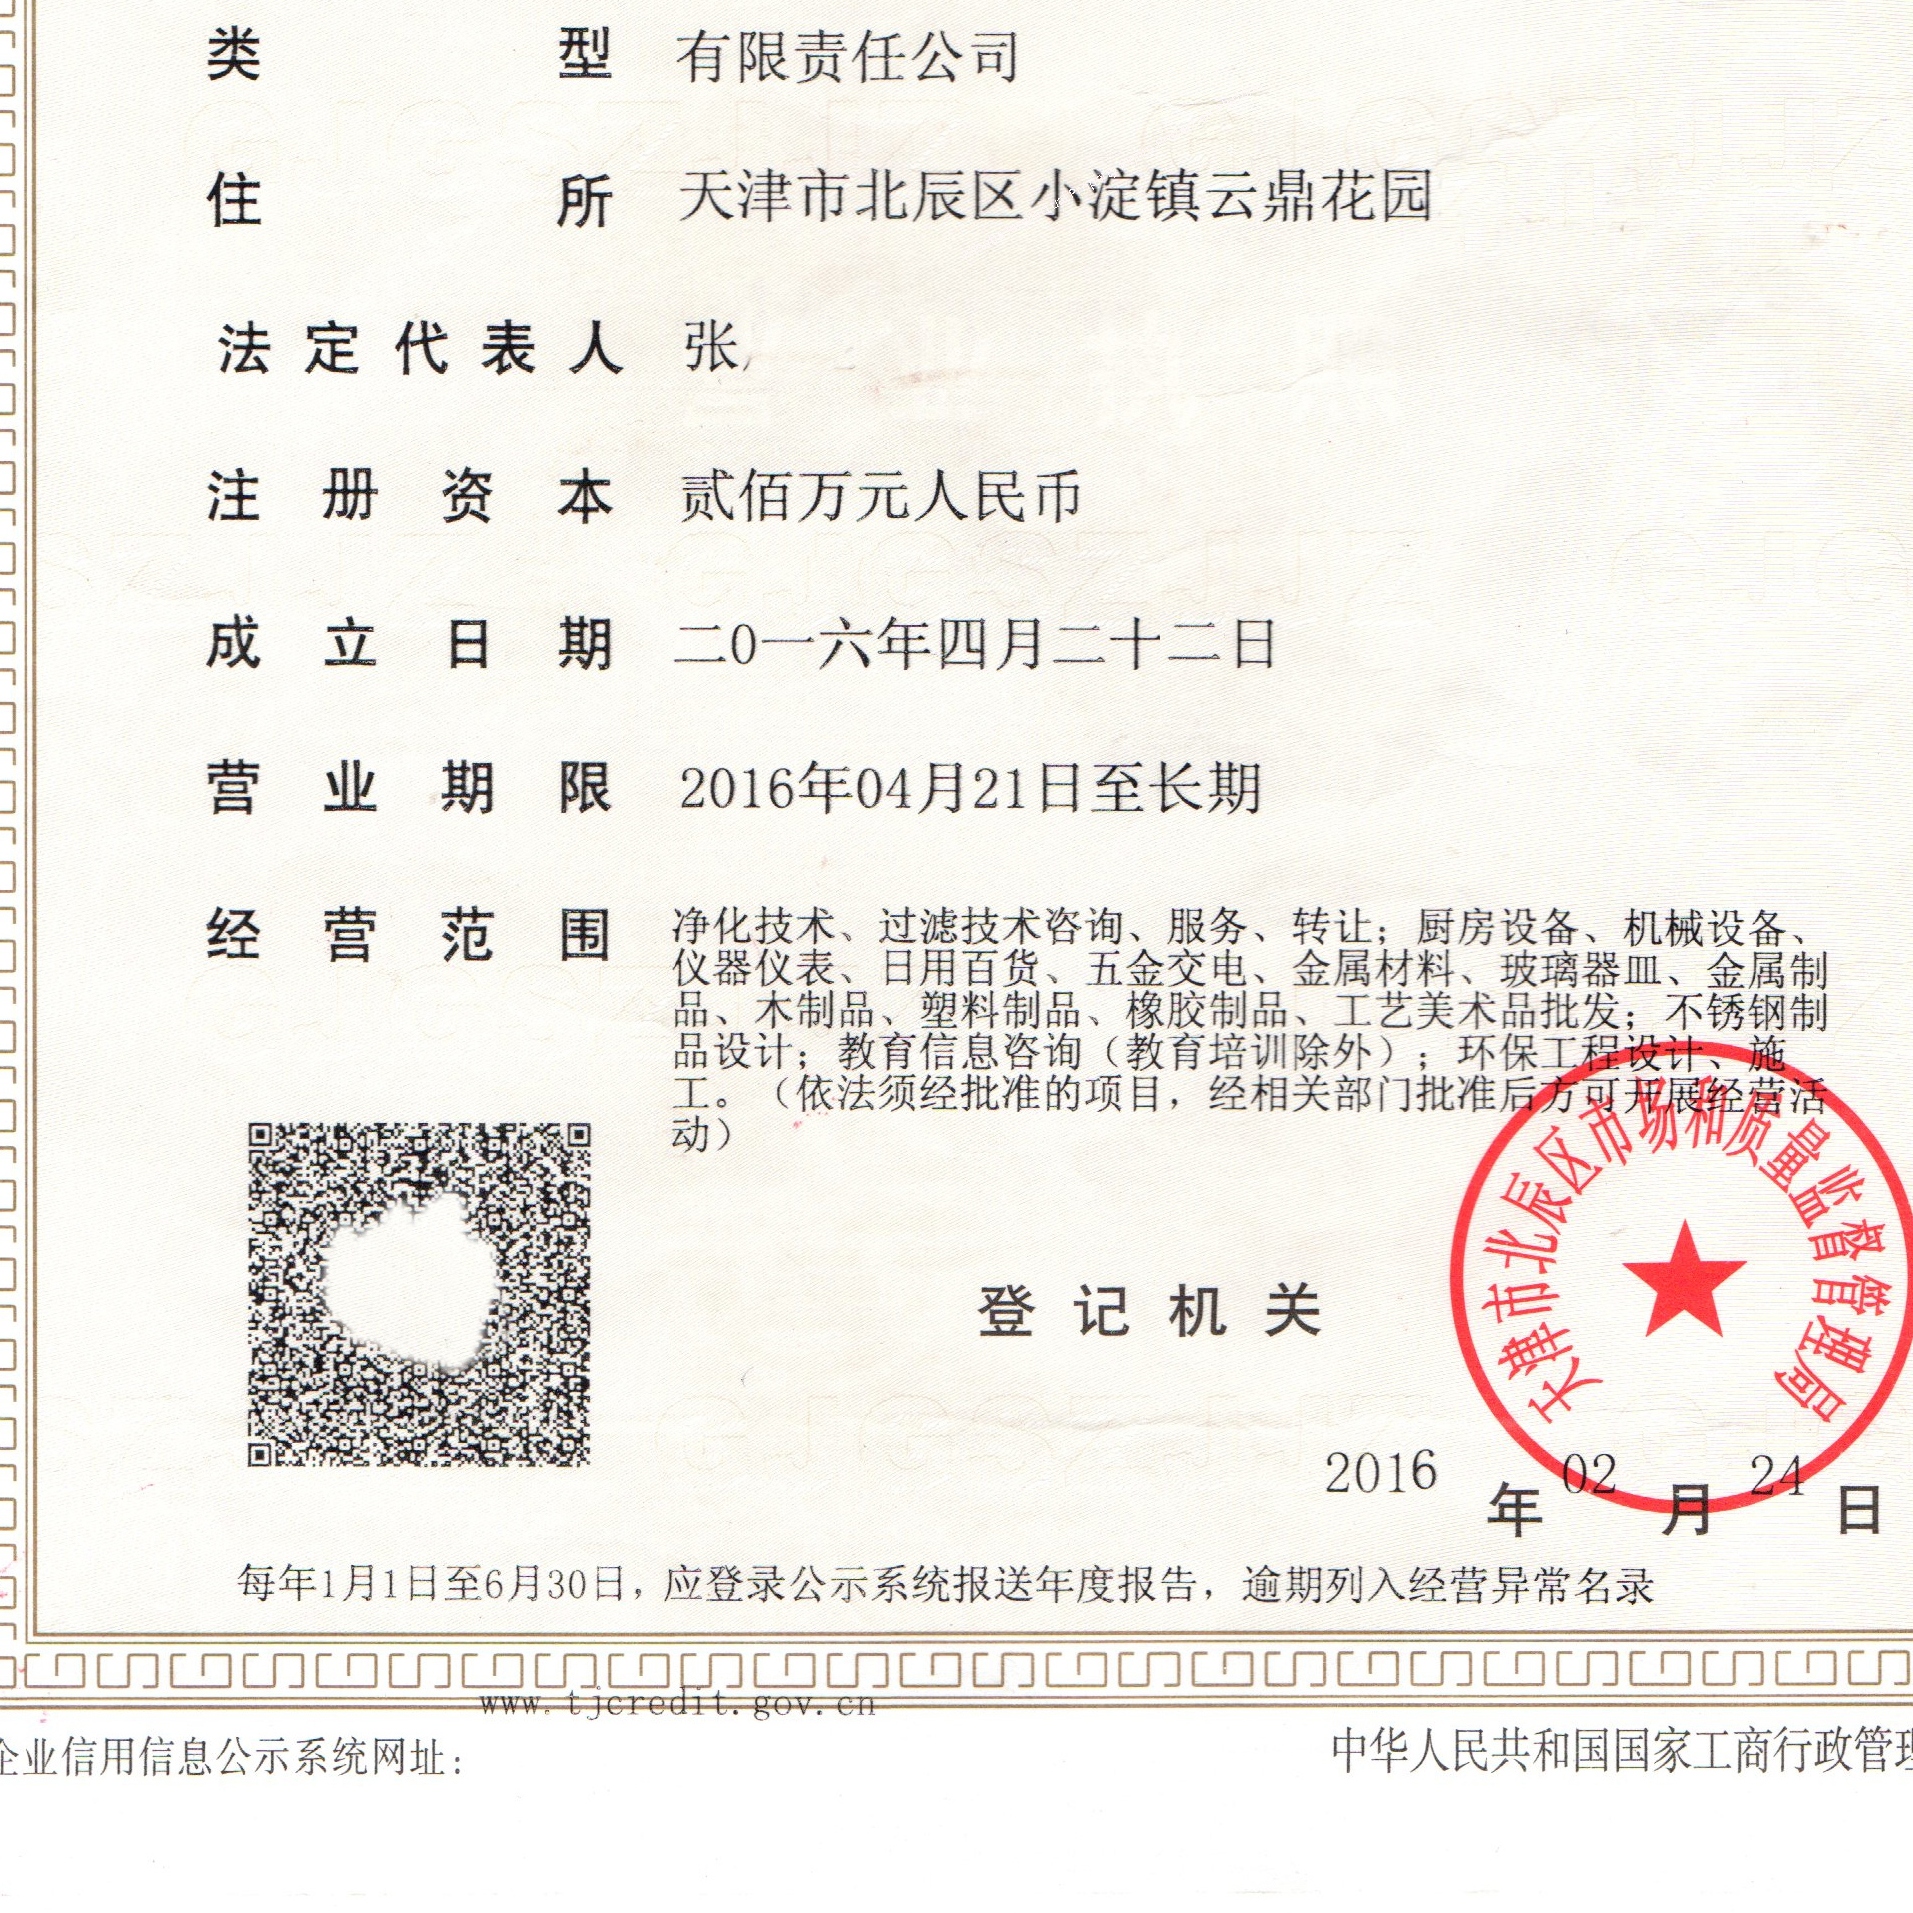 类型 有限责任公司
住所 天津市北辰区小淀镇云鼎花园
法定代表人 张
注册资本 贰佰万元人民币
成立日期 二0一六年四月二十二日
营业期限 2016年04月21日至长期
经营范围 净化技术、过滤技术咨询、服务、转让；厨房设备、机械设备、
仪器仪表、日用百货、五金交电、金属材料、玻璃器皿、金属制
品、木制品、塑料制品、橡胶制品、工艺美术品批发；不锈钢制
品设计；教育信息咨询（教育培训除外）；环保工程设计、施
工。（依法须经批准的项目，经相关部门批准后方可开展经营活
动）
天津市北辰区市场和质量监督管理局
登记机关
2016年02月24日
每年1月1日至6月30日，应登录公示系统报送年度报告，逾期列入经营异常名录
www.tjcredit.gov.cn
企业信用信息公示系统网址：
中华人民共和国国家工商行政管理